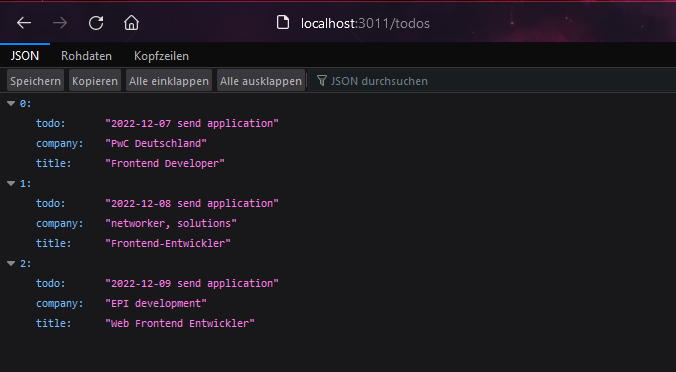 localhost:3011/todos
JSON Rohdaten Kopfzeilen
Speichern Kopieren Alle einklappen Alle ausklappen JSON durchsuchen
0:
todo: "2022-12-07 send application"
company: "PwC Deutschland"
title: "Frontend Developer"
1:
todo: "2022-12-08 send application"
company: "networker, solutions"
title: "Frontend-Entwickler"
2:
todo: "2022-12-09 send application"
company: "EPI development"
title: "Web Frontend Entwickler"